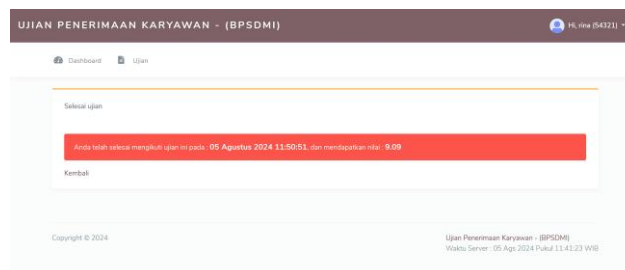 UJIAN PENERIMAAN KARYAWAN - (BPSDMI)
Hi, rina (54321)
Dashboard Ujian
Selesai ujian
Anda telah selesai mengikuti ujian ini pada : 05 Agustus 2024 11:50:51, dan mendapatkan nilai : 9.09
Kembali
Copyright © 2024
Ujian Penerimaan Karyawan - (BPSDMI)
Waktu Server : 05 Ags 2024 Pukul 11:41:23 WIB